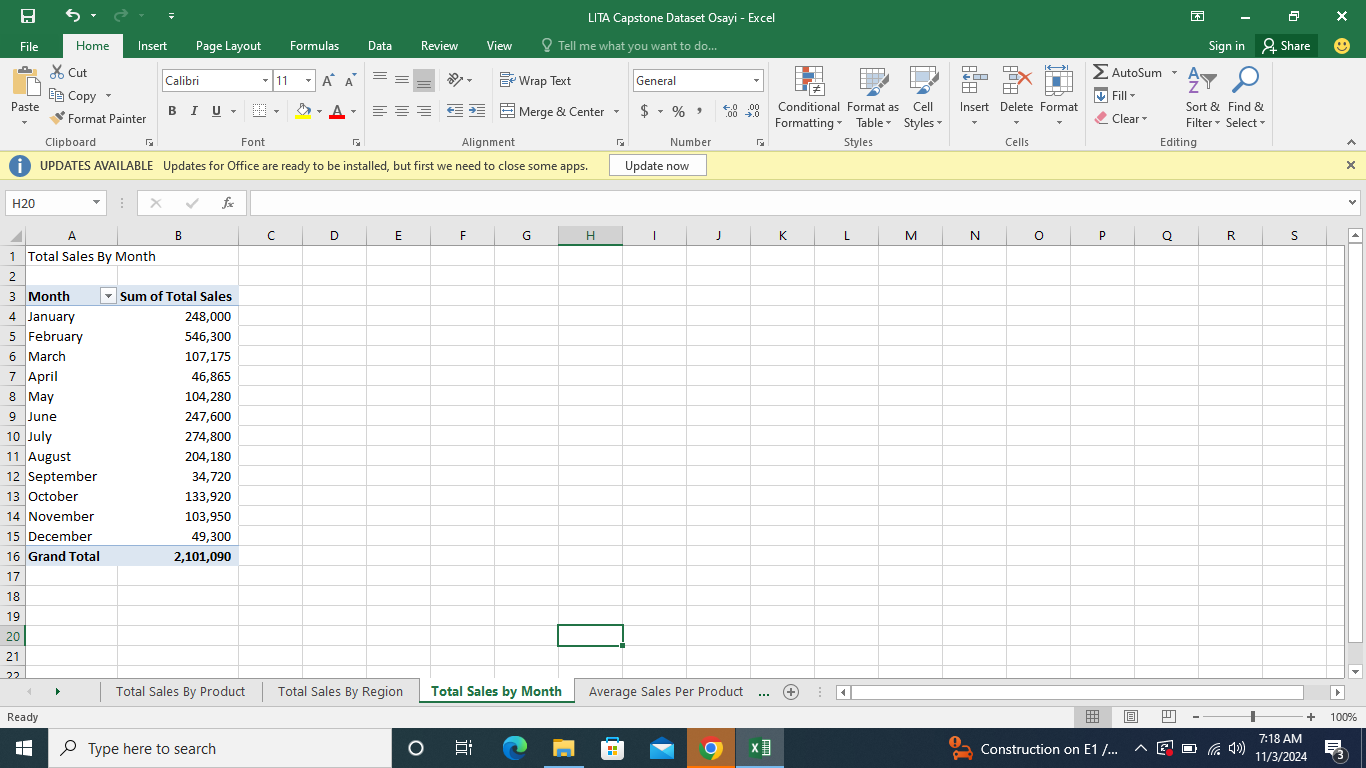 LITA Capstone Dataset Osayi - Excel
File Home Insert Page Layout Formulas Data Review View Tell me what you want to do... Sign in Share
Paste
Cut
Copy
Format Painter
Clipboard
Calibri 11
B I U
Font
Wrap Text
Merge & Center
Alignment
General
$ % ,
Number
Conditional Formatting
Format as Table
Cell Styles
Styles
Insert Delete Format
Cells
AutoSum
Fill
Clear
Sort & Filter
Find & Select
Editing
UPDATES AVAILABLE Updates for Office are ready to be installed, but first we need to close some apps. Update now
H20 fx
A B C D E F G H I J K L M N O P Q R S
1 Total Sales By Month
2
3 Month Sum of Total Sales
4 January 248,000
5 February 546,300
6 March 107,175
7 April 46,865
8 May 104,280
9 June 247,600
10 July 274,800
11 August 204,180
12 September 34,720
13 October 133,920
14 November 103,950
15 December 49,300
16 Grand Total 2,101,090
17
18
19
20
21
22
Total Sales By Product Total Sales By Region Total Sales by Month Average Sales Per Product ...
Ready 100%
Type here to search
Construction on E1 /...
7:18 AM
11/3/2024
3